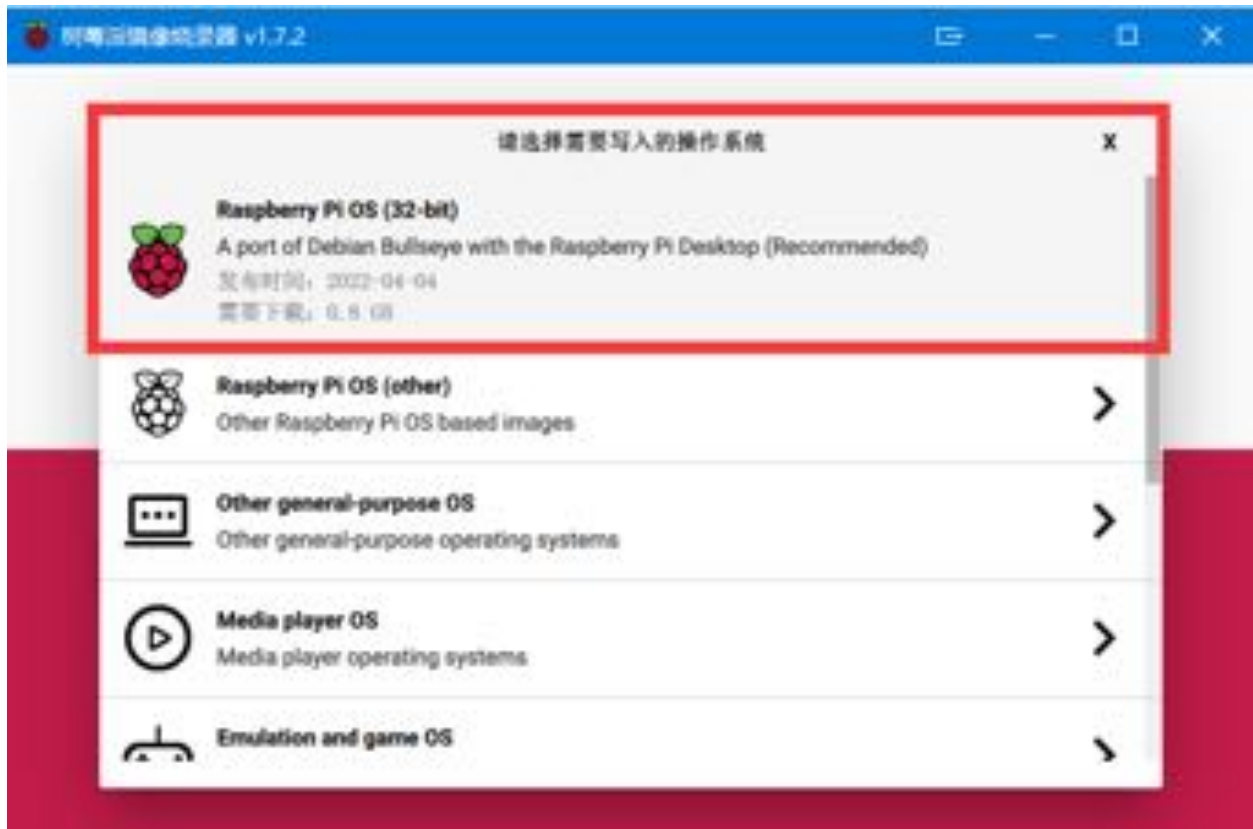 树莓派镜像烧录器 v1.7.2
请选择需要写入的操作系统
X
Raspberry Pi OS (32-bit)
A port of Debian Bullseye with the Raspberry Pi Desktop (Recommended)
发布时间：2022-04-04
需要下载：0.8 GB
Raspberry Pi OS (other)
Other Raspberry Pi OS based images
Other general-purpose OS
Other general-purpose operating systems
Media player OS
Media player operating systems
Emulation and game OS